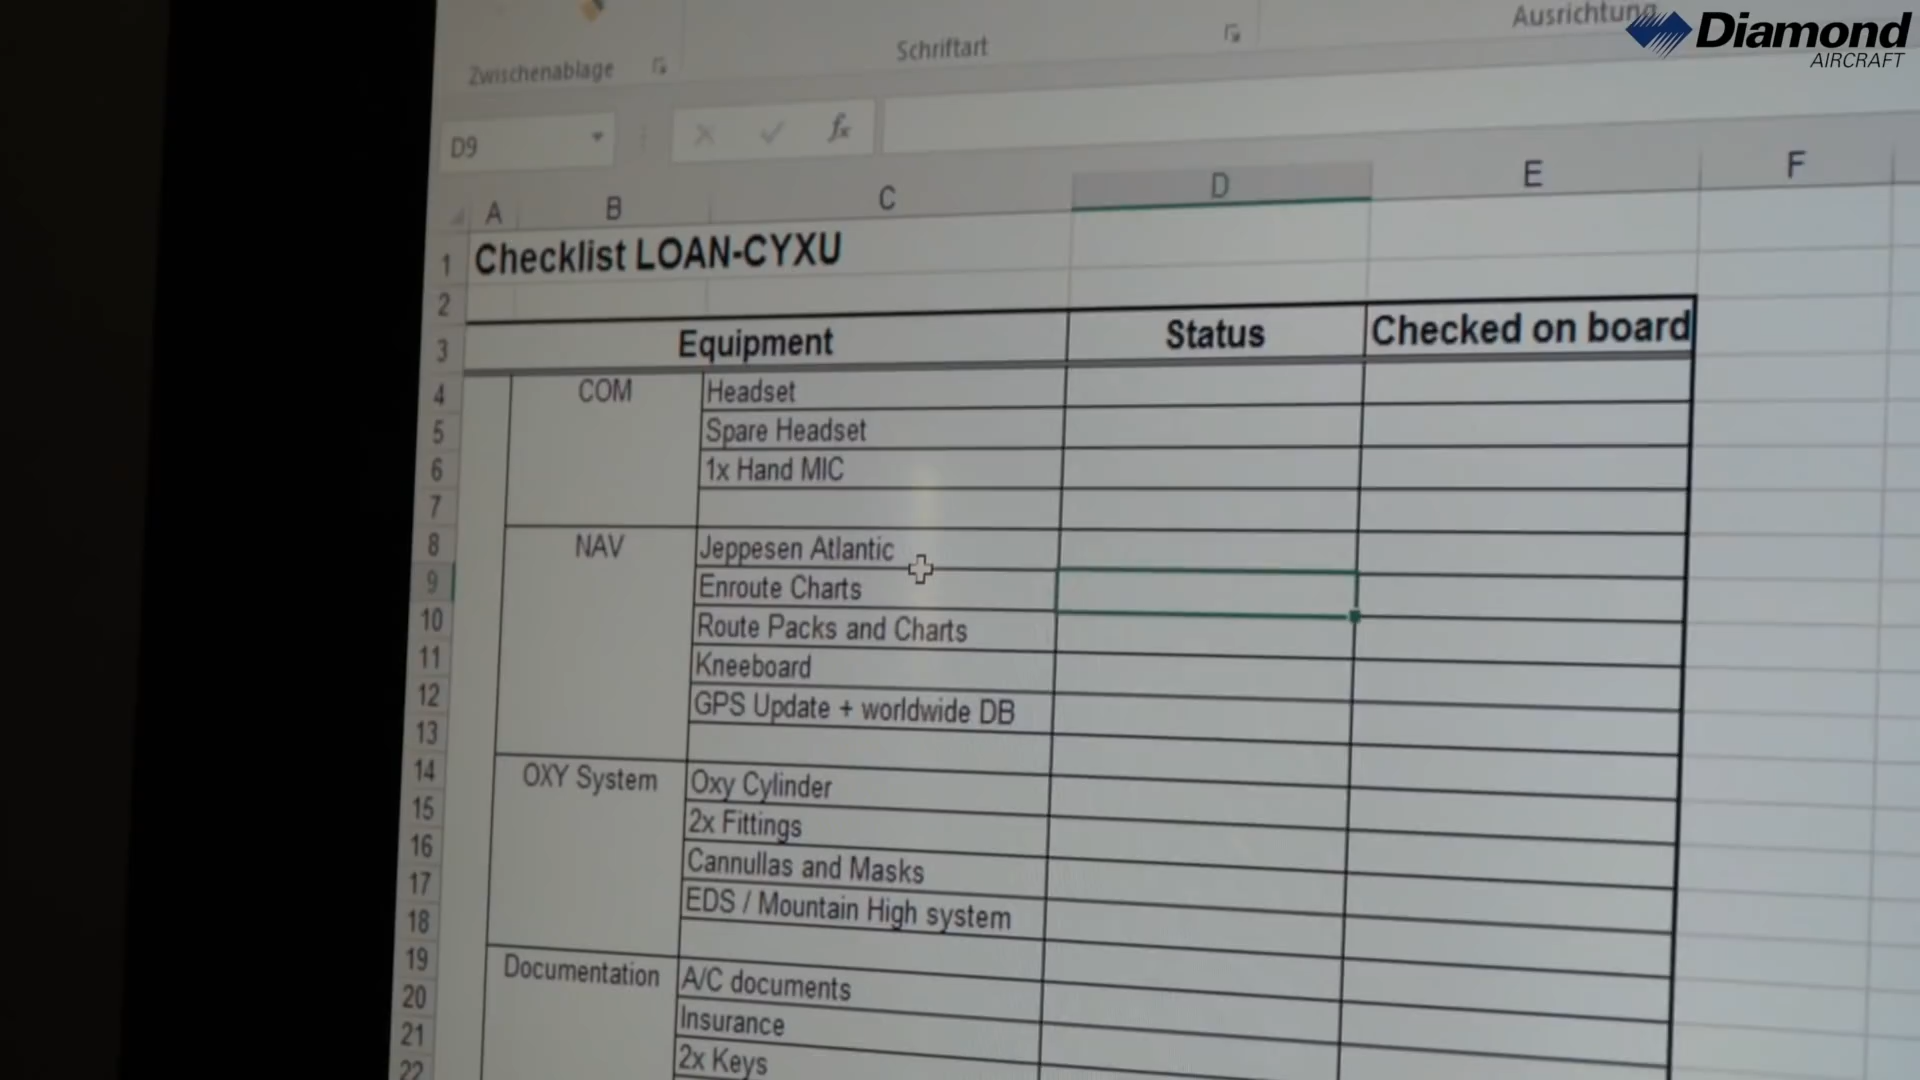 Diamond
AIRCRAFT
Zwischenablage Schriftart Ausrichtung
D9 fx
A B C D E F
1 Checklist LOAN-CYXU
2
3 Equipment Status Checked on board
4 COM Headset
5 Spare Headset
6 1x Hand MIC
7
8 NAV Jeppesen Atlantic
9 Enroute Charts
10 Route Packs and Charts
11 Kneeboard
12 GPS Update + worldwide DB
13
14 OXY System Oxy Cylinder
15 2x Fittings
16 Cannullas and Masks
17 EDS / Mountain High system
18
19 Documentation A/C documents
20 Insurance
21 2x Keys
22